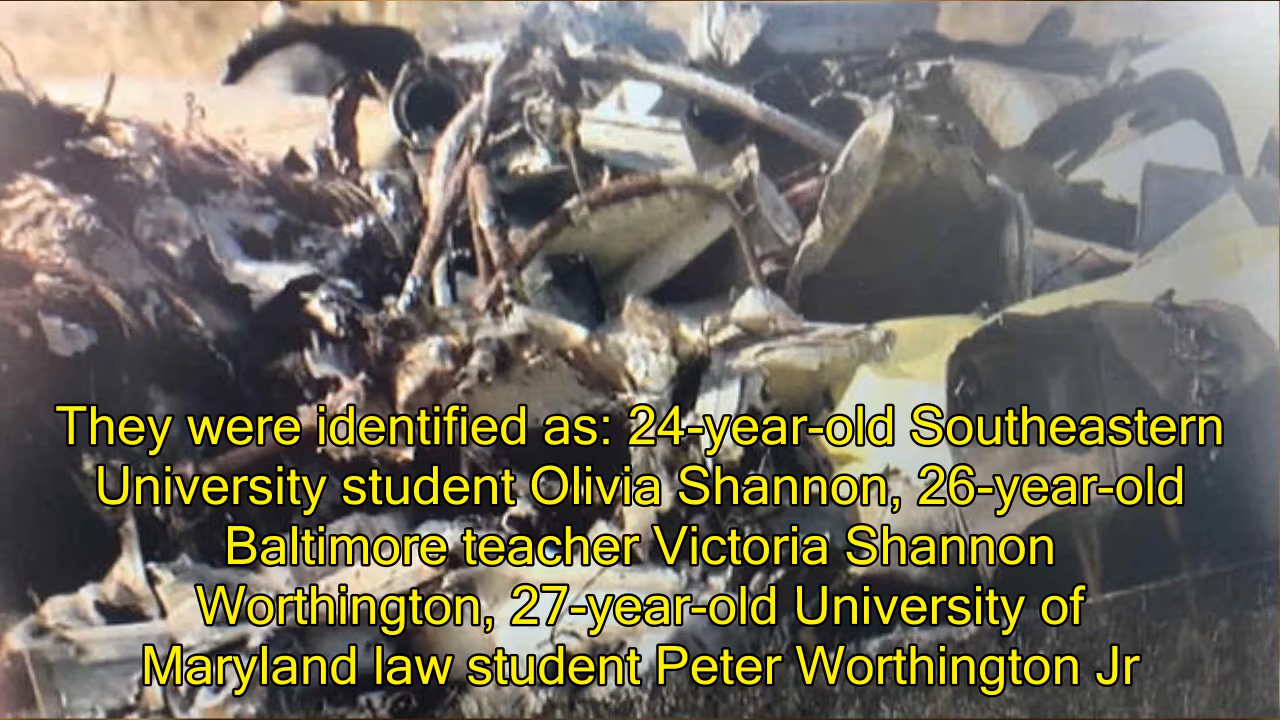 They were identified as: 24-year-old Southeastern
University student Olivia Shannon, 26-year-old
Baltimore teacher Victoria Shannon
Worthington, 27-year-old University of
Maryland law student Peter Worthington Jr